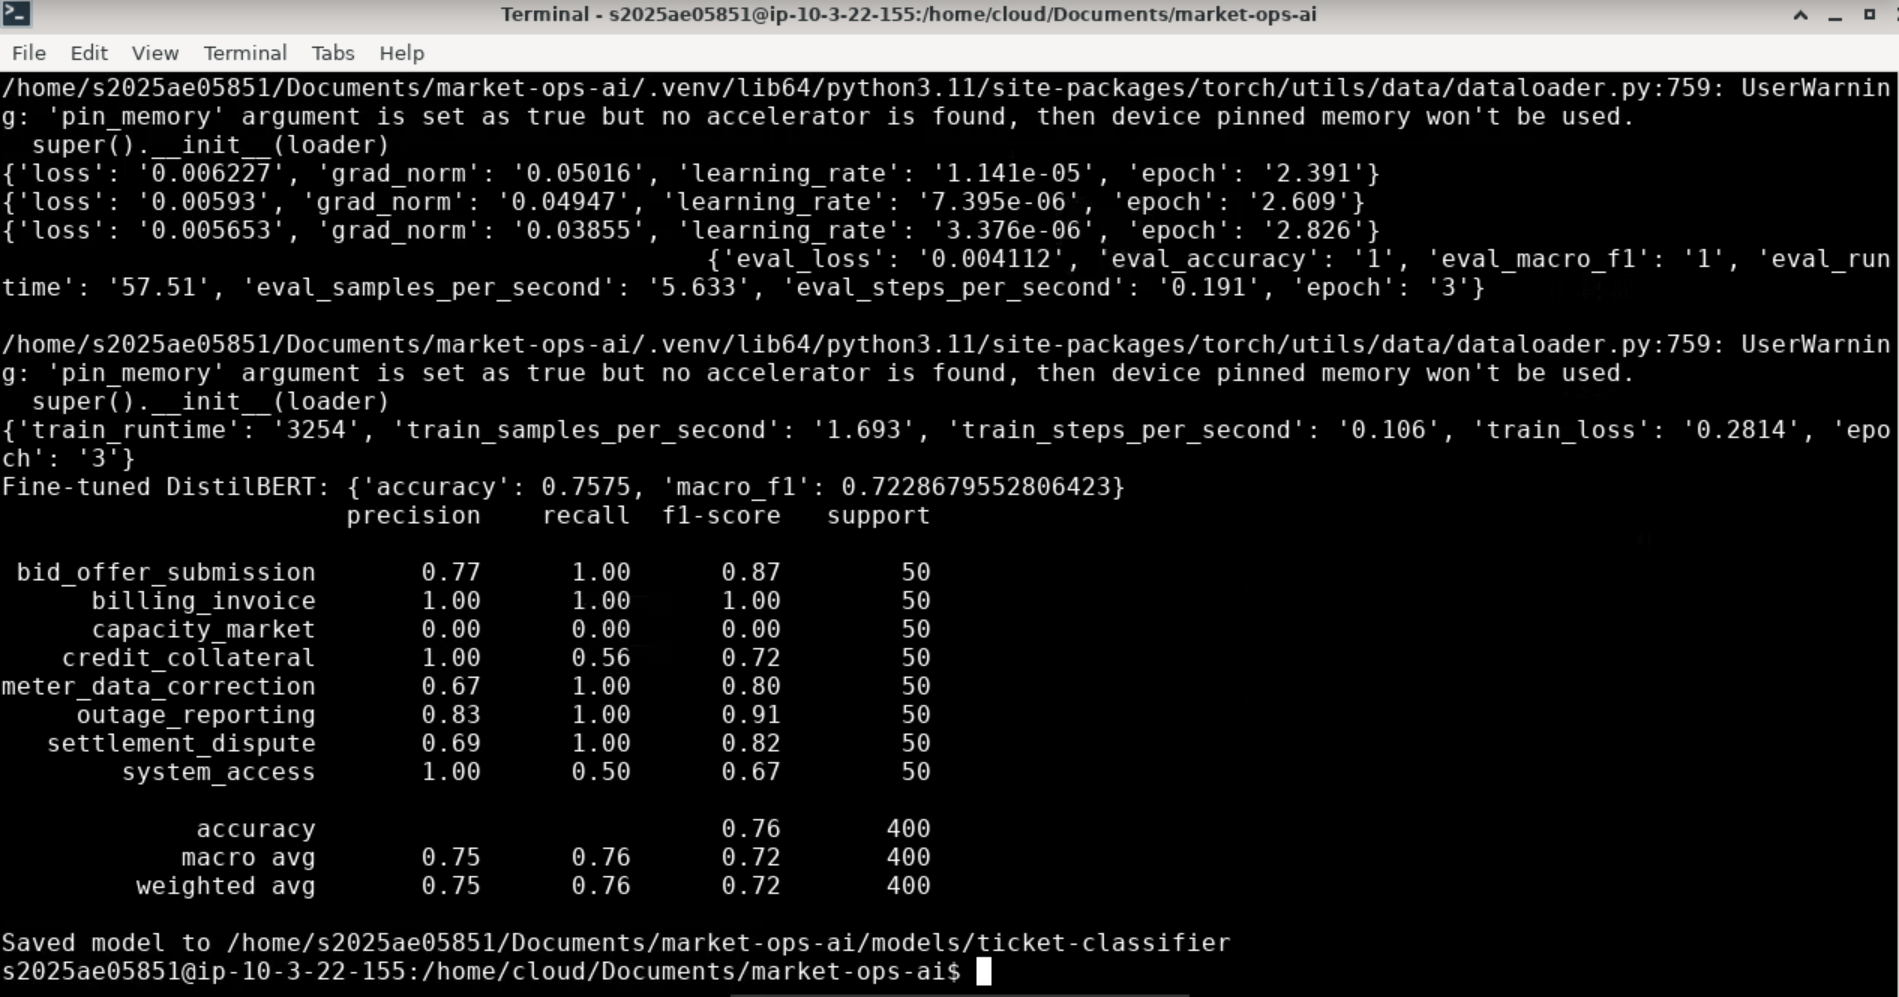 Terminal - s2025ae05851@ip-10-3-22-155:/home/cloud/Documents/market-ops-ai
File Edit View Terminal Tabs Help
/home/s2025ae05851/Documents/market-ops-ai/.venv/lib64/python3.11/site-packages/torch/utils/data/dataloader.py:759: UserWarnin
g: 'pin_memory' argument is set as true but no accelerator is found, then device pinned memory won't be used.
  super().__init__(loader)
{'loss': '0.006227', 'grad_norm': '0.05016', 'learning_rate': '1.141e-05', 'epoch': '2.391'}
{'loss': '0.00593', 'grad_norm': '0.04947', 'learning_rate': '7.395e-06', 'epoch': '2.609'}
{'loss': '0.005653', 'grad_norm': '0.03855', 'learning_rate': '3.376e-06', 'epoch': '2.826'}
{'eval_loss': '0.004112', 'eval_accuracy': '1', 'eval_macro_f1': '1', 'eval_run
time': '57.51', 'eval_samples_per_second': '5.633', 'eval_steps_per_second': '0.191', 'epoch': '3'}
/home/s2025ae05851/Documents/market-ops-ai/.venv/lib64/python3.11/site-packages/torch/utils/data/dataloader.py:759: UserWarnin
g: 'pin_memory' argument is set as true but no accelerator is found, then device pinned memory won't be used.
  super().__init__(loader)
{'train_runtime': '3254', 'train_samples_per_second': '1.693', 'train_steps_per_second': '0.106', 'train_loss': '0.2814', 'epo
ch': '3'}
Fine-tuned DistilBERT: {'accuracy': 0.7575, 'macro_f1': 0.7228679552806423}
precision recall f1-score support
bid_offer_submission 0.77 1.00 0.87 50
billing_invoice 1.00 1.00 1.00 50
capacity_market 0.00 0.00 0.00 50
credit_collateral 1.00 0.56 0.72 50
meter_data_correction 0.67 1.00 0.80 50
outage_reporting 0.83 1.00 0.91 50
settlement_dispute 0.69 1.00 0.82 50
system_access 1.00 0.50 0.67 50
accuracy 0.76 400
macro avg 0.75 0.76 0.72 400
weighted avg 0.75 0.76 0.72 400
Saved model to /home/s2025ae05851/Documents/market-ops-ai/models/ticket-classifier
s2025ae05851@ip-10-3-22-155:/home/cloud/Documents/market-ops-ai$